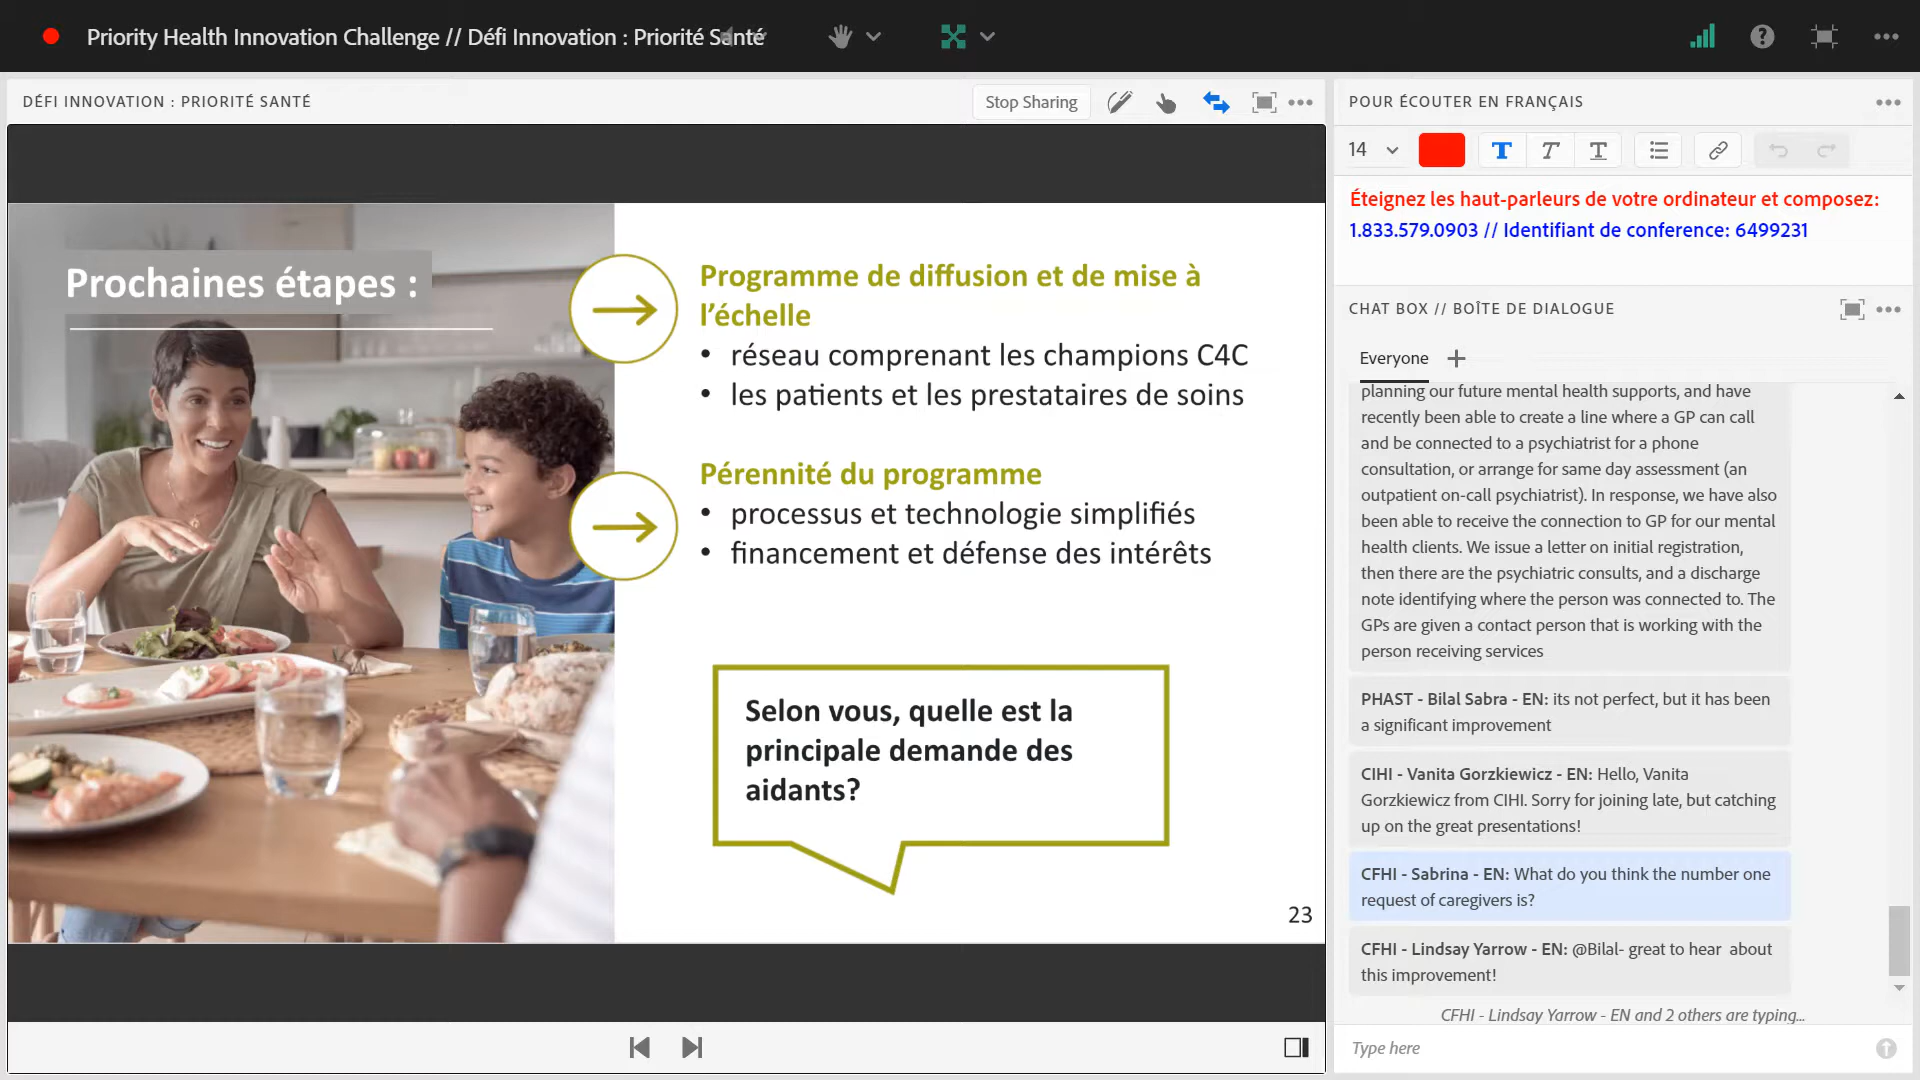 Priority Health Innovation Challenge // Défi Innovation : Priorité Santé
DÉFI INNOVATION : PRIORITÉ SANTÉ
Stop Sharing
Prochaines étapes :
Programme de diffusion et de mise à
l'échelle
• réseau comprenant les champions C4C
• les patients et les prestataires de soins
Pérennité du programme
• processus et technologie simplifiés
• financement et défense des intérêts
Selon vous, quelle est la
principale demande des
aidants?
23
POUR ÉCOUTER EN FRANÇAIS
14
Éteignez les haut-parleurs de votre ordinateur et composez:
1.833.579.0903 // Identifiant de conference: 6499231
CHAT BOX // BOÎTE DE DIALOGUE
Everyone
planning our future mental health supports, and have
recently been able to create a line where a GP can call
and be connected to a psychiatrist for a phone
consultation, or arrange for same day assessment (an
outpatient on-call psychiatrist). In response, we have also
been able to receive the connection to GP for our mental
health clients. We issue a letter on initial registration,
then there are the psychiatric consults, and a discharge
note identifying where the person was connected to. The
GPs are given a contact person that is working with the
person receiving services
PHAST - Bilal Sabra - EN: its not perfect, but it has been
a significant improvement
CIHI - Vanita Gorzkiewicz - EN: Hello, Vanita
Gorzkiewicz from CIHI. Sorry for joining late, but catching
up on the great presentations!
CFHI - Sabrina - EN: What do you think the number one
request of caregivers is?
CFHI - Lindsay Yarrow - EN: @Bilal- great to hear about
this improvement!
CFHI - Lindsay Yarrow - EN and 2 others are typing...
Type here